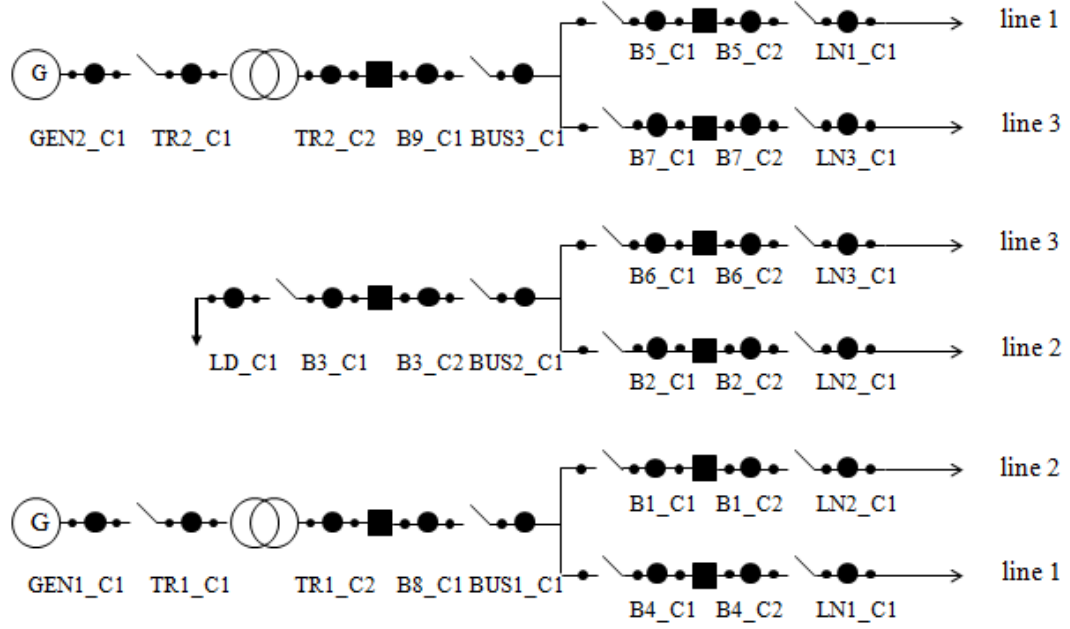 line 1
B5_C1 B5_C2 LN1_C1
G
GEN2_C1 TR2_C1 TR2_C2 B9_C1 BUS3_C1
line 3
B7_C1 B7_C2 LN3_C1
line 3
B6_C1 B6_C2 LN3_C1
LD_C1 B3_C1 B3_C2 BUS2_C1
line 2
B2_C1 B2_C2 LN2_C1
line 2
B1_C1 B1_C2 LN2_C1
G
GEN1_C1 TR1_C1 TR1_C2 B8_C1 BUS1_C1
line 1
B4_C1 B4_C2 LN1_C1